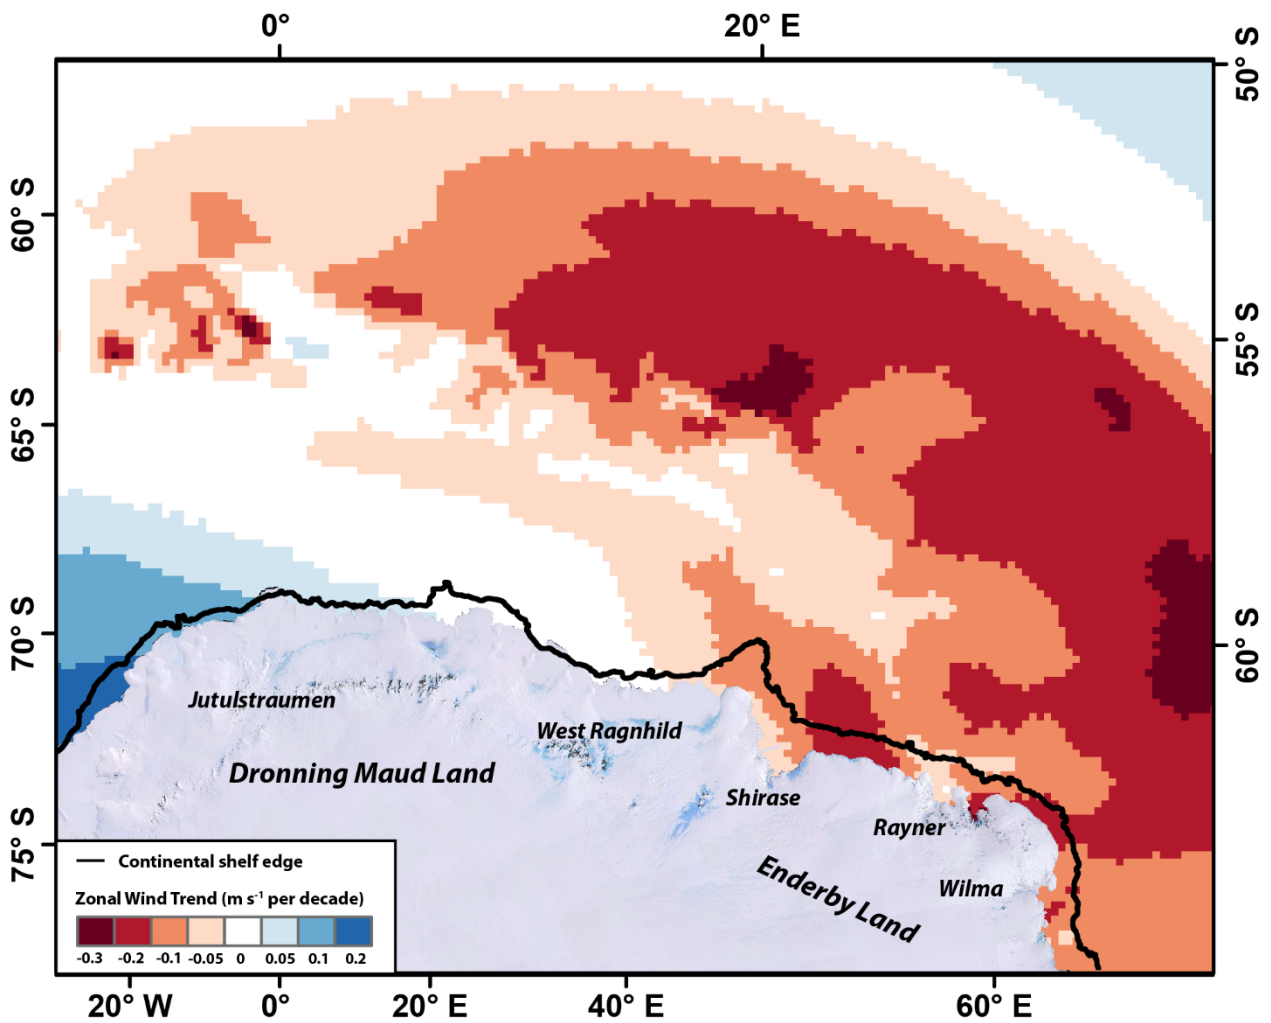 0°
20° E
50° S
60° S
55° S
65° S
70° S
60° S
75° S
Jutulstraumen
West Ragnhild
Dronning Maud Land
Shirase
Rayner
Enderby Land
Wilma
Continental shelf edge
Zonal Wind Trend (m s⁻¹ per decade)
-0.3 -0.2 -0.1 -0.05 0 0.05 0.1 0.2
20° W 0° 20° E 40° E 60° E